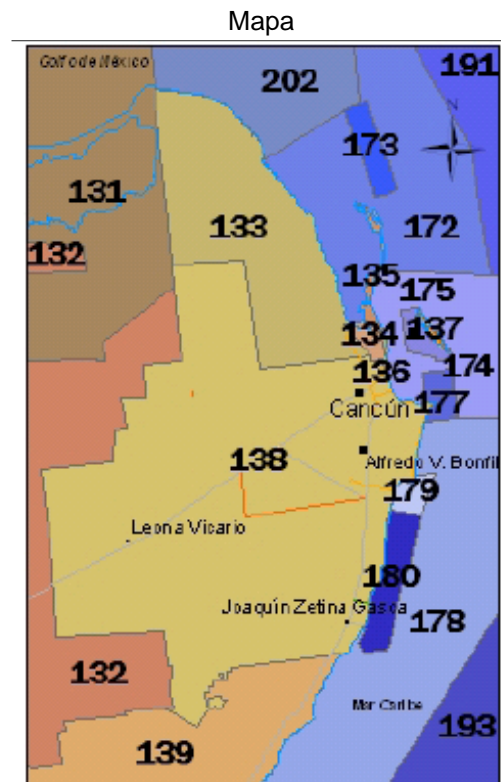 Mapa
Golfo de México
202
191
N
173
131
133
172
132
135
175
134
137
136
174
Cancún
177
138
Alfredo V. Bonfil
179
Leona Vicario
180
Joaquín Zetina Gasca
178
132
Mar Caribe
139
193